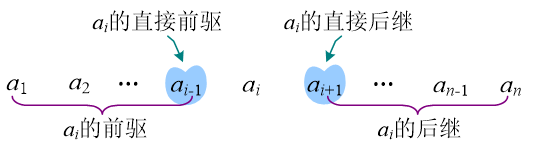 aᵢ的直接前驱 aᵢ的直接后继
a₁ a₂ ··· aᵢ₋₁ aᵢ aᵢ₊₁ ··· aₙ₋₁ aₙ
aᵢ的前驱 aᵢ的后继